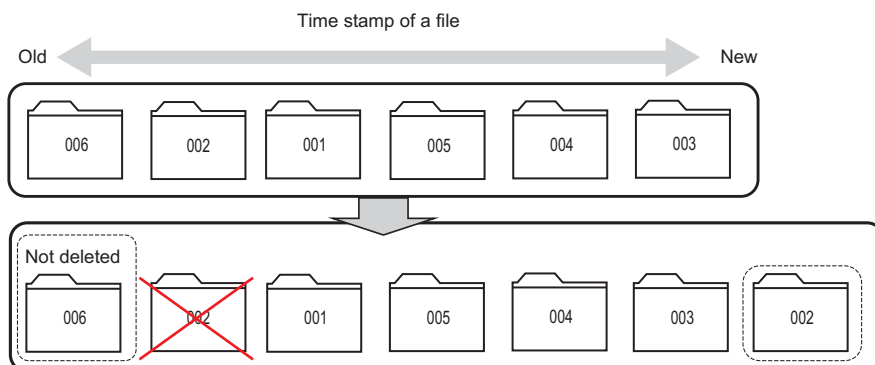 Time stamp of a file
Old New
006 002 001 005 004 003
Not deleted
006 002 001 005 004 003 002